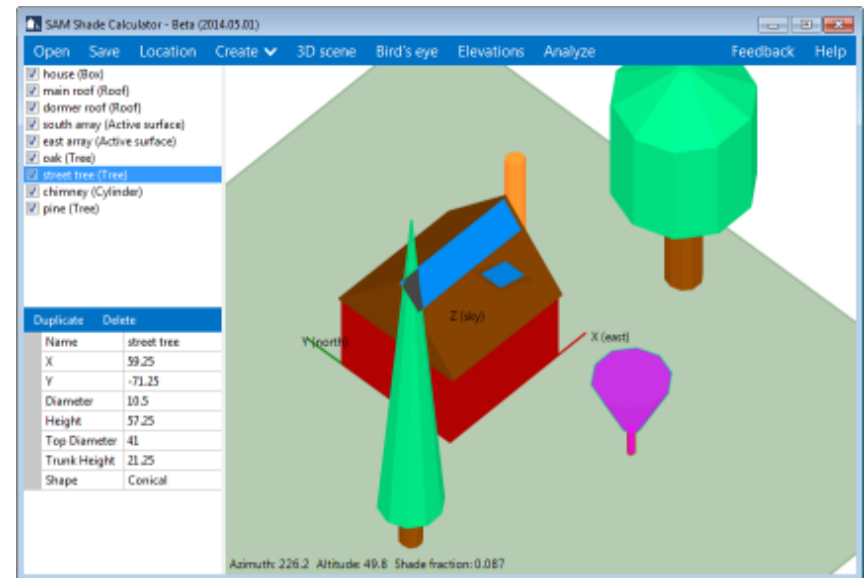 SAM Shade Calculator - Beta (2014.05.01)
Open Save Location Create 3D scene Bird's eye Elevations Analyze Feedback Help
house (Box)
main roof (Roof)
dormer roof (Roof)
south array (Active surface)
east array (Active surface)
oak (Tree)
street tree (Tree)
chimney (Cylinder)
pine (Tree)
Duplicate Delete
Name street tree
X 59.25
Y -71.25
Diameter 10.5
Height 57.25
Top Diameter 41
Trunk Height 21.25
Shape Conical
Z (sky)
X (east)
Y (north)
Azimuth: 226.2 Altitude: 49.8 Shade fraction: 0.087